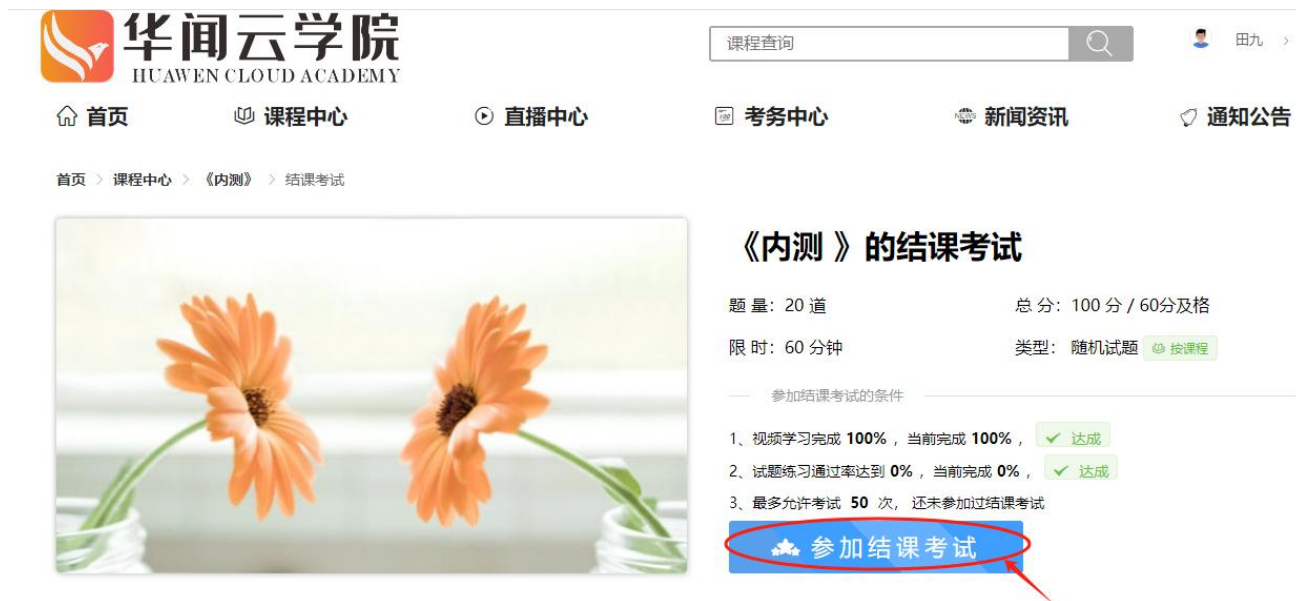 华闻云学院
HUAWEN CLOUD ACADEMY
课程查询
田九 >
首页 课程中心 直播中心 考务中心 NEWS 新闻资讯 通知公告
首页 > 课程中心 > 《内测》 > 结课考试
《内测 》的结课考试
题 量：20 道 总 分：100 分 / 60分及格
限 时：60 分钟 类型： 随机试题 按课程
参加结课考试的条件
1、视频学习完成 100% ，当前完成 100% ， 达成
2、试题练习通过率达到 0% ，当前完成 0% ， 达成
3、最多允许考试 50 次， 还未参加过结课考试
参加结课考试